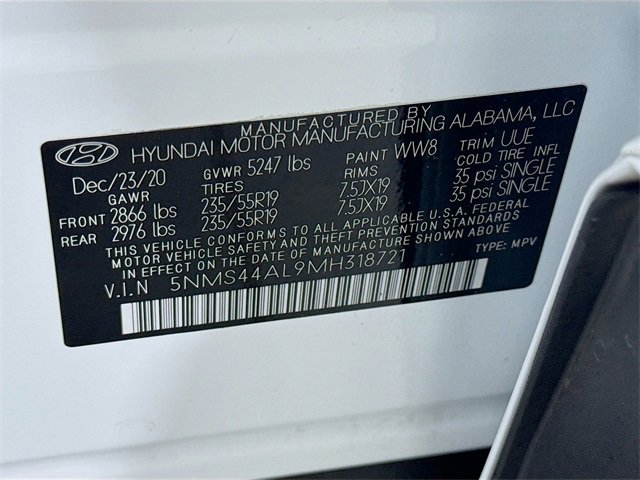 MANUFACTURED BY
HYUNDAI MOTOR MANUFACTURING ALABAMA, LLC
Dec/23/20 GVWR 5247 lbs PAINT WW8 TRIM UUE
GAWR TIRES RIMS COLD TIRE INFL
FRONT 2866 lbs 235/55R19 7.5JX19 35 psi SINGLE
REAR 2976 lbs 235/55R19 7.5JX19 35 psi SINGLE
THIS VEHICLE CONFORMS TO ALL APPLICABLE U.S.A. FEDERAL
MOTOR VEHICLE SAFETY AND THEFT PREVENTION STANDARDS
IN EFFECT ON THE DATE OF MANUFACTURE SHOWN ABOVE
V.I.N 5NMS44AL9MH318721 TYPE: MPV